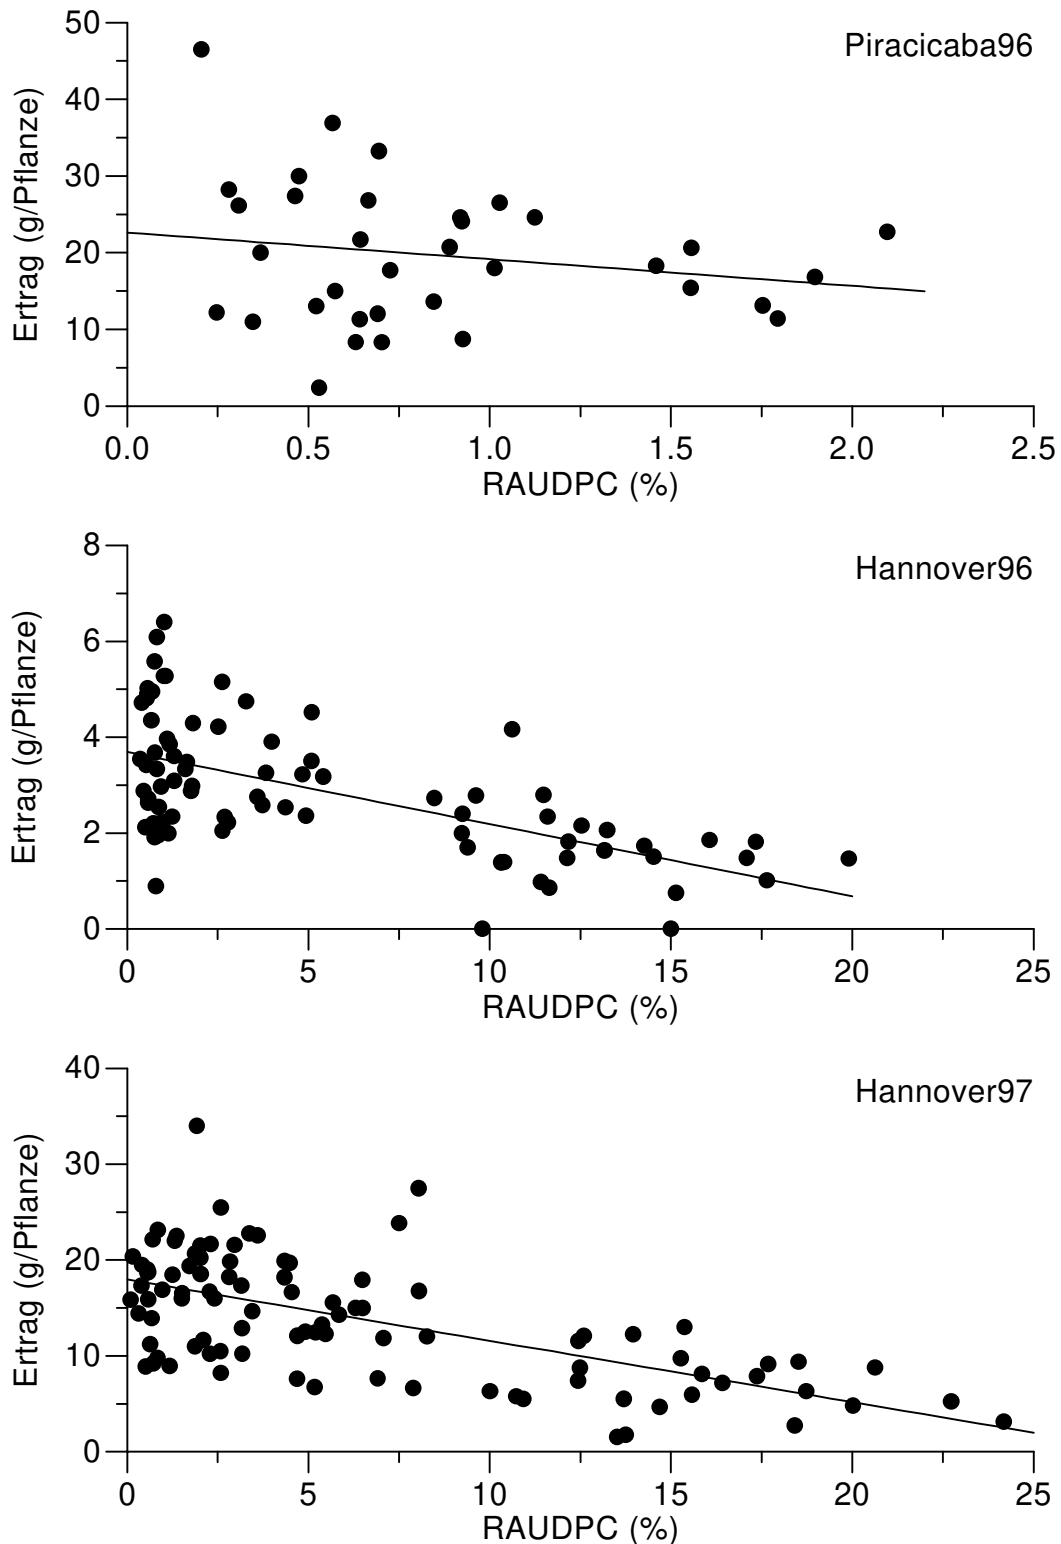 Piracicaba96
Ertrag (g/Pflanze)
50
40
30
20
10
0
0.0 0.5 1.0 1.5 2.0 2.5
RAUDPC (%)
Hannover96
Ertrag (g/Pflanze)
8
6
4
2
0
0 5 10 15 20 25
RAUDPC (%)
Hannover97
Ertrag (g/Pflanze)
40
30
20
10
0
0 5 10 15 20 25
RAUDPC (%)